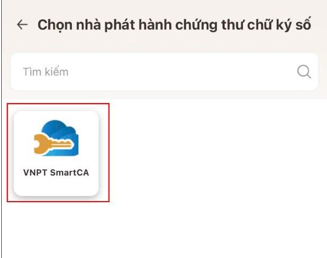 Chọn nhà phát hành chứng thư chữ ký số
Tìm kiếm
VNPT SmartCA